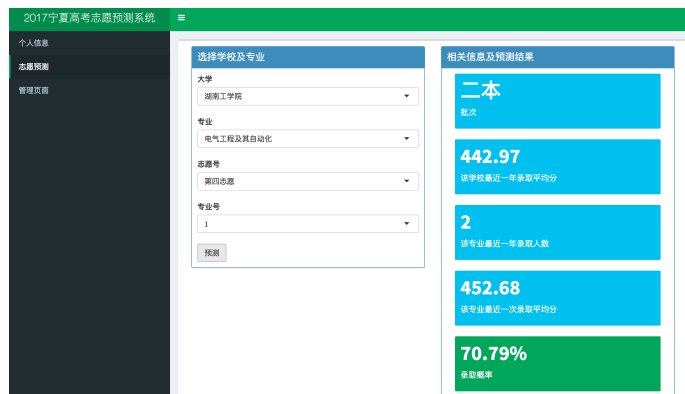 2017宁夏高考志愿预测系统
个人信息
志愿预测
管理页面
选择学校及专业
大学
湖南工学院
专业
电气工程及其自动化
志愿号
第四志愿
专业号
1
预测
相关信息及预测结果
二本
批次
442.97
该学校最近一年录取平均分
2
该专业最近一年录取人数
452.68
该专业最近一次录取平均分
70.79%
录取概率